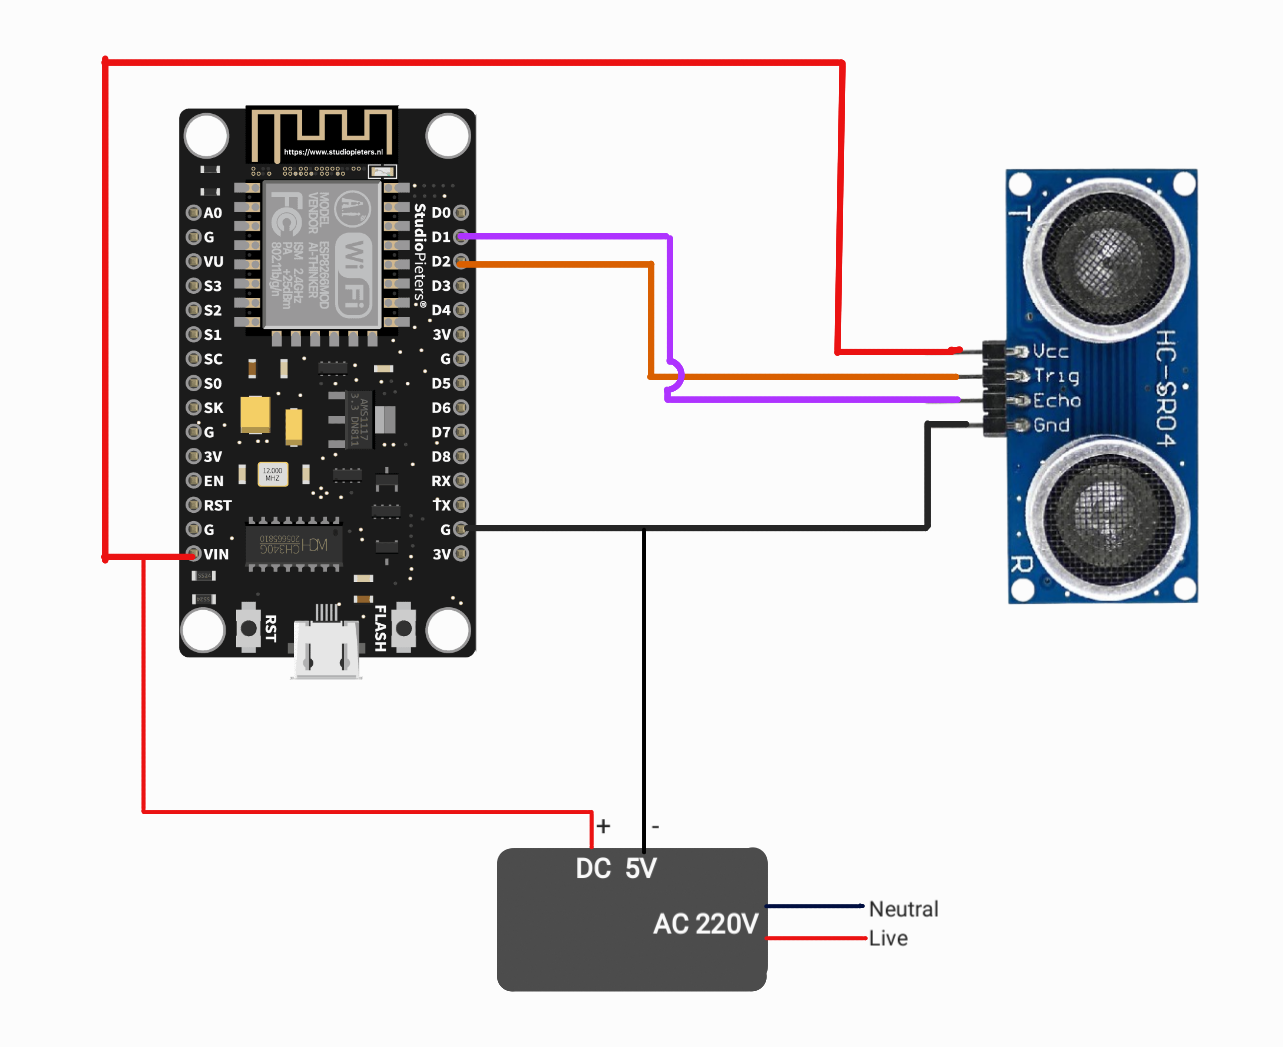 https://www.studiopieters.nl
MODEL
VENDOR
ESP8266MOD
AI-THINKER
ISM 2.4GHz
PA +25dBm
802.11b/g/n
FC
Ai
Wi Fi
StudioPieters®
A0
G
VU
S3
S2
S1
SC
S0
SK
G
3V
EN
RST
G
VIN
D0
D1
D2
D3
D4
3V
G
D5
D6
D7
D8
RX
TX
G
3V
AMS1117
3.3 DN811
12.000
MHZ
WCH
CH340G
RST
FLASH
T
Vcc
Trig
Echo
Gnd
HC-SR04
R
+ -
DC 5V
AC 220V
Neutral
Live